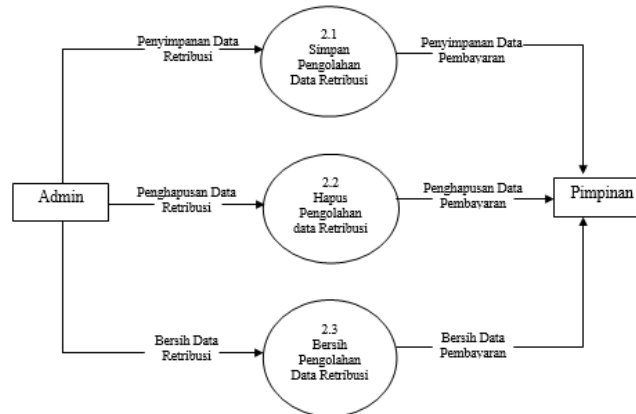 2.1
Simpan
Pengolahan
Data Retribusi
Penyimpanan Data
Retribusi
Penyimpanan Data
Pembayaran
Admin
Penghapusan Data
Retribusi
2.2
Hapus
Pengolahan
data Retribusi
Penghapusan Data
Pembayaran
Pimpinan
Bersih Data
Retribusi
2.3
Bersih
Pengolahan
Data Retribusi
Bersih Data
Pembayaran